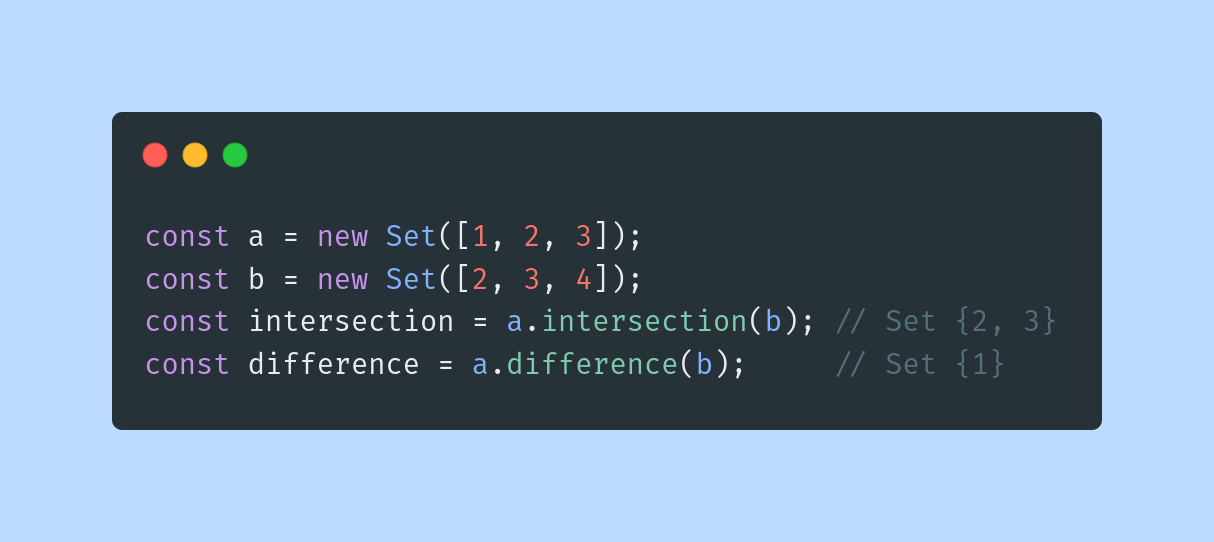 const a = new Set([1, 2, 3]);
const b = new Set([2, 3, 4]);
const intersection = a.intersection(b); // Set {2, 3}
const difference = a.difference(b);     // Set {1}